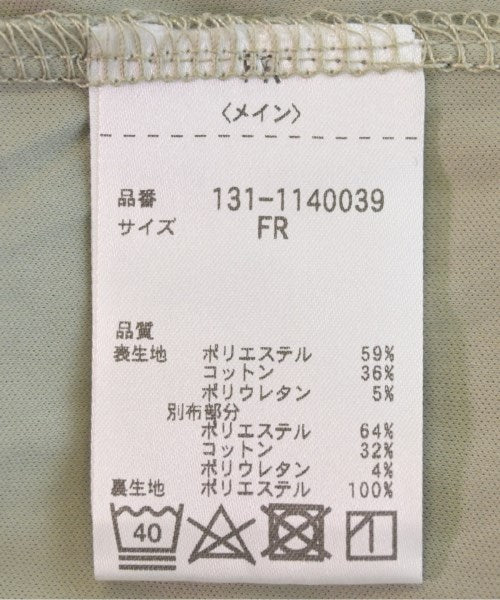 〈メイン〉
品番 131-1140039
サイズ FR
品質
表生地 ポリエステル 59%
コットン 36%
ポリウレタン 5%
別布部分
ポリエステル 64%
コットン 32%
ポリウレタン 4%
裏生地 ポリエステル 100%
40